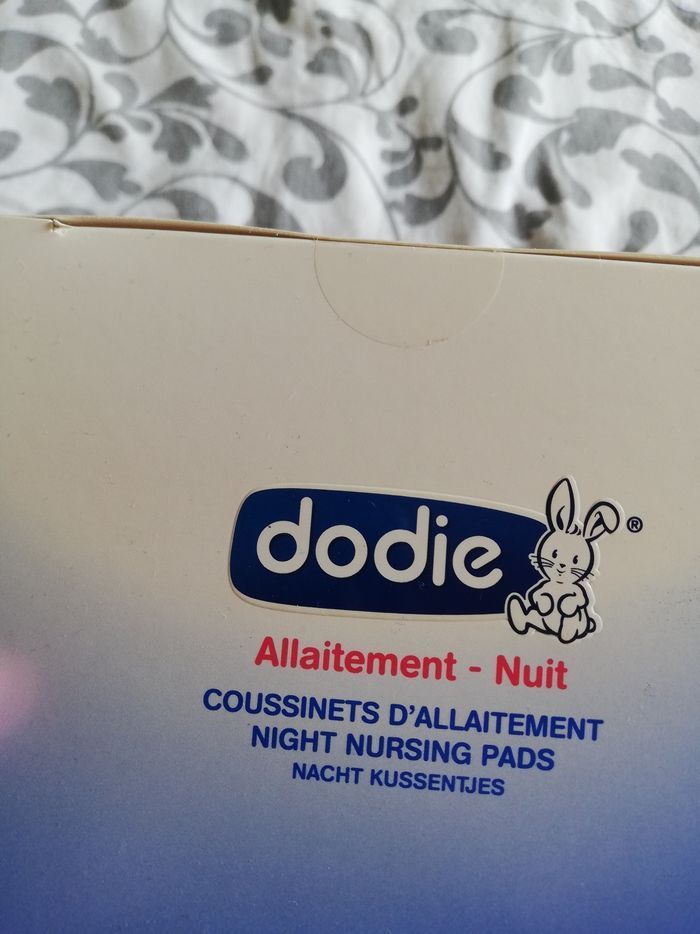 dodie®
Allaitement - Nuit
COUSSINETS D'ALLAITEMENT
NIGHT NURSING PADS
NACHT KUSSENTJES